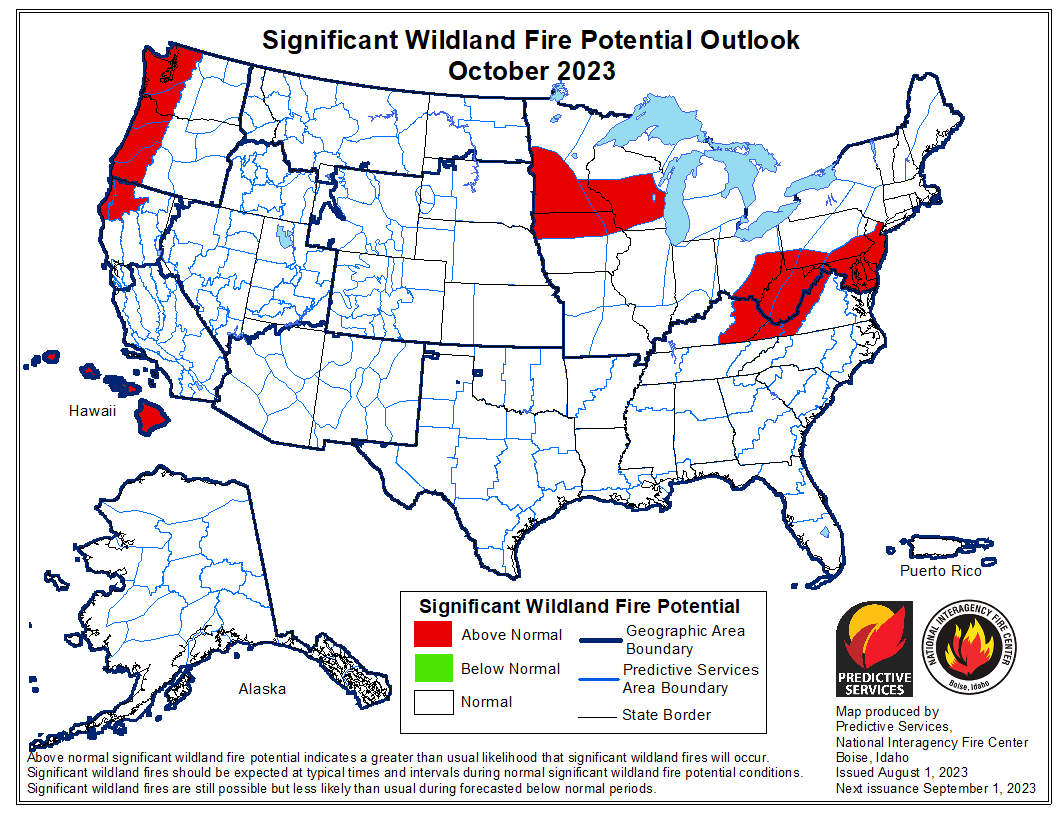 Significant Wildland Fire Potential Outlook
October 2023
Hawaii
Alaska
Puerto Rico
Significant Wildland Fire Potential
Above Normal
Below Normal
Normal
Geographic Area
Boundary
Predictive Services
Area Boundary
State Border
PREDICTIVE
SERVICES
NATIONAL INTERAGENCY FIRE CENTER
Boise, Idaho
Map produced by
Predictive Services,
National Interagency Fire Center
Boise, Idaho
Issued August 1, 2023
Next issuance September 1, 2023
Above normal significant wildland fire potential indicates a greater than usual likelihood that significant wildland fires will occur.
Significant wildland fires should be expected at typical times and intervals during normal significant wildland fire potential conditions.
Significant wildland fires are still possible but less likely than usual during forecasted below normal periods.